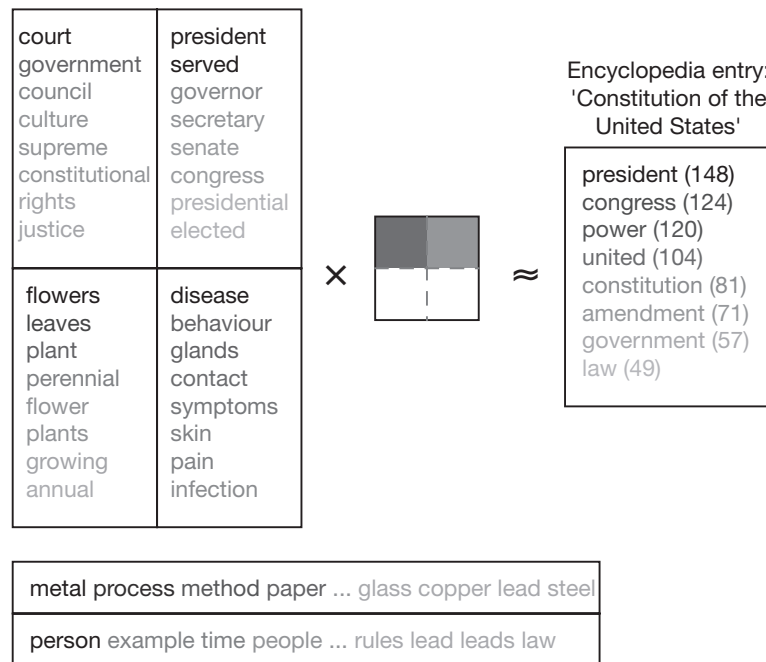 court
government
council
culture
supreme
constitutional
rights
justice
president
served
governor
secretary
senate
congress
presidential
elected
flowers
leaves
plant
perennial
flower
plants
growing
annual
disease
behaviour
glands
contact
symptoms
skin
pain
infection
×
≈
Encyclopedia entry:
'Constitution of the
United States'
president (148)
congress (124)
power (120)
united (104)
constitution (81)
amendment (71)
government (57)
law (49)
metal process method paper ... glass copper lead steel
person example time people ... rules lead leads law